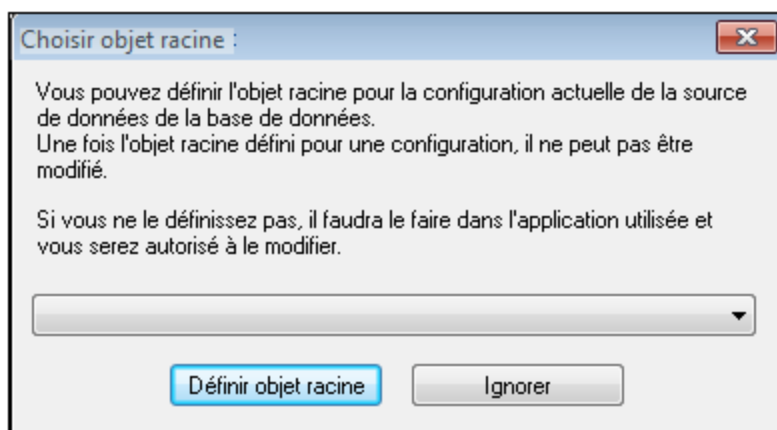 Choisir objet racine :
Vous pouvez définir l'objet racine pour la configuration actuelle de la source
de données de la base de données.
Une fois l'objet racine défini pour une configuration, il ne peut pas être
modifié.
Si vous ne le définissez pas, il faudra le faire dans l'application utilisée et
vous serez autorisé à le modifier.
Définir objet racine
Ignorer